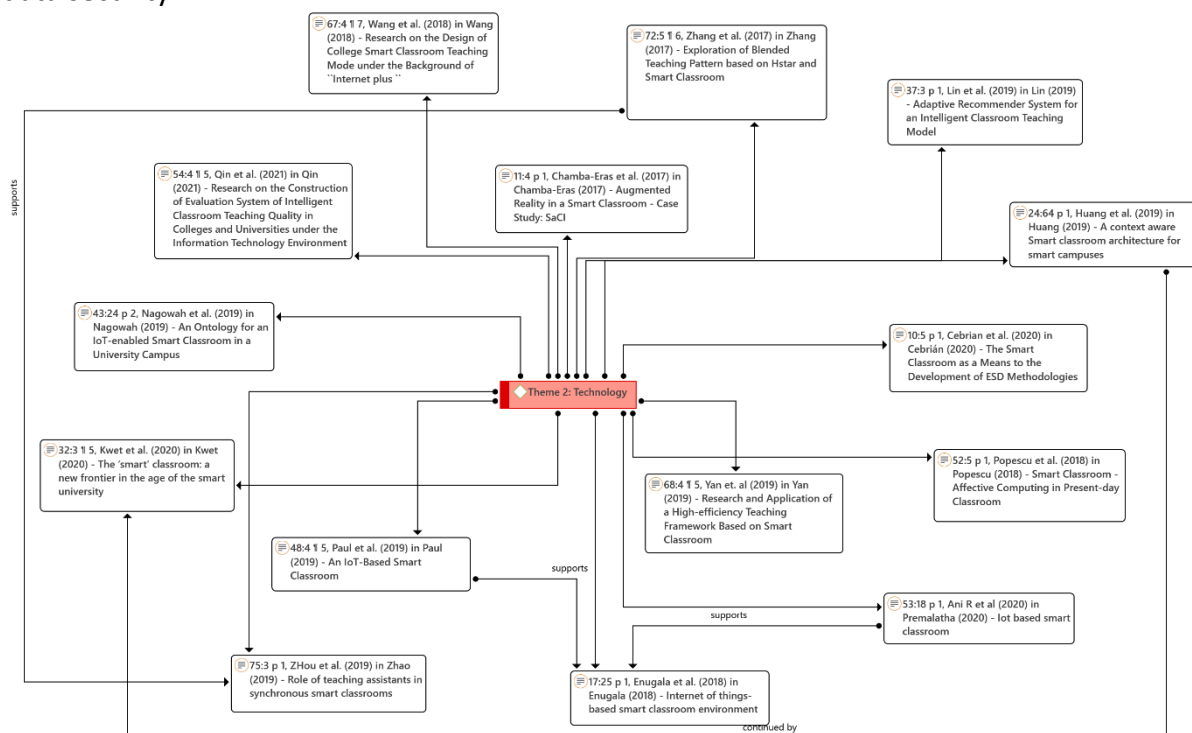 67:4 ¶ 7, Wang et al. (2018) in Wang
(2018) - Research on the Design of
College Smart Classroom Teaching
Mode under the Background of
``Internet plus ``
72:5 ¶ 6, Zhang et al. (2017) in Zhang
(2017) - Exploration of Blended
Teaching Pattern based on Hstar and
Smart Classroom
37:3 p 1, Lin et al. (2019) in Lin (2019)
- Adaptive Recommender System for
an Intelligent Classroom Teaching
Model
supports
54:4 ¶ 5, Qin et al. (2021) in Qin
(2021) - Research on the Construction
of Evaluation System of Intelligent
Classroom Teaching Quality in
Colleges and Universities under the
Information Technology Environment
11:4 p 1, Chamba-Eras et al. (2017) in
Chamba-Eras (2017) - Augmented
Reality in a Smart Classroom - Case
Study: SaCI
24:64 p 1, Huang et al. (2019) in
Huang (2019) - A context aware
Smart classroom architecture for
smart campuses
43:24 p 2, Nagowah et al. (2019) in
Nagowah (2019) - An Ontology for an
IoT-enabled Smart Classroom in a
University Campus
10:5 p 1, Cebrian et al. (2020) in
Cebrián (2020) - The Smart
Classroom as a Means to the
Development of ESD Methodologies
Theme 2: Technology
32:3 ¶ 5, Kwet et al. (2020) in Kwet
(2020) - The 'smart' classroom: a
new frontier in the age of the smart
university
68:4 ¶ 5, Yan et. al (2019) in Yan
(2019) - Research and Application of
a High-efficiency Teaching
Framework Based on Smart
Classroom
52:5 p 1, Popescu et al. (2018) in
Popescu (2018) - Smart Classroom -
Affective Computing in Present-day
Classroom
48:4 ¶ 5, Paul et al. (2019) in Paul
(2019) - An IoT-Based Smart
Classroom
supports
53:18 p 1, Ani R et al (2020) in
Premalatha (2020) - Iot based smart
classroom
supports
75:3 p 1, ZHou et al. (2019) in Zhao
(2019) - Role of teaching assistants in
synchronous smart classrooms
17:25 p 1, Enugala et al. (2018) in
Enugala (2018) - Internet of things-
based smart classroom environment
continued by